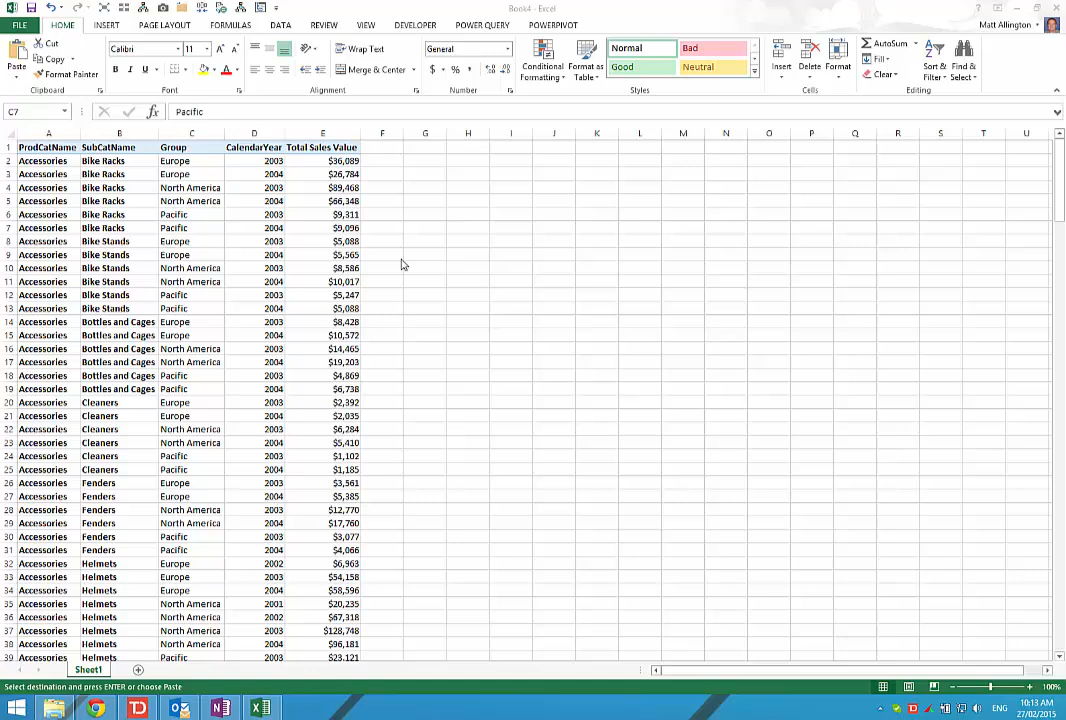 Book4 - Excel
FILE HOME INSERT PAGE LAYOUT FORMULAS DATA REVIEW VIEW DEVELOPER POWER QUERY POWERPIVOT Matt Allington
Paste
Cut
Copy
Format Painter
Clipboard
Calibri 11
B I U
Font
Wrap Text
Merge & Center
Alignment
General
$ % ,
Number
Conditional Formatting
Format as Table
Normal Bad
Good Neutral
Styles
Insert Delete Format
Cells
AutoSum
Fill
Clear
Sort & Filter
Find & Select
Editing
C7 fx Pacific
A B C D E F G H I J K L M N O P Q R S T U
1 ProdCatName SubCatName Group CalendarYear Total Sales Value
2 Accessories Bike Racks Europe 2003 $36,089
3 Accessories Bike Racks Europe 2004 $26,784
4 Accessories Bike Racks North America 2003 $89,468
5 Accessories Bike Racks North America 2004 $66,348
6 Accessories Bike Racks Pacific 2003 $9,311
7 Accessories Bike Racks Pacific 2004 $9,096
8 Accessories Bike Stands Europe 2003 $5,088
9 Accessories Bike Stands Europe 2004 $5,565
10 Accessories Bike Stands North America 2003 $8,586
11 Accessories Bike Stands North America 2004 $10,017
12 Accessories Bike Stands Pacific 2003 $5,247
13 Accessories Bike Stands Pacific 2004 $5,088
14 Accessories Bottles and Cages Europe 2003 $8,428
15 Accessories Bottles and Cages Europe 2004 $10,572
16 Accessories Bottles and Cages North America 2003 $14,465
17 Accessories Bottles and Cages North America 2004 $19,203
18 Accessories Bottles and Cages Pacific 2003 $4,869
19 Accessories Bottles and Cages Pacific 2004 $6,738
20 Accessories Cleaners Europe 2003 $2,392
21 Accessories Cleaners Europe 2004 $2,035
22 Accessories Cleaners North America 2003 $6,284
23 Accessories Cleaners North America 2004 $5,410
24 Accessories Cleaners Pacific 2003 $1,102
25 Accessories Cleaners Pacific 2004 $1,185
26 Accessories Fenders Europe 2003 $3,561
27 Accessories Fenders Europe 2004 $5,385
28 Accessories Fenders North America 2003 $12,770
29 Accessories Fenders North America 2004 $17,760
30 Accessories Fenders Pacific 2003 $3,077
31 Accessories Fenders Pacific 2004 $4,066
32 Accessories Helmets Europe 2002 $6,963
33 Accessories Helmets Europe 2003 $54,158
34 Accessories Helmets Europe 2004 $58,596
35 Accessories Helmets North America 2001 $20,235
36 Accessories Helmets North America 2002 $67,318
37 Accessories Helmets North America 2003 $128,748
38 Accessories Helmets North America 2004 $96,181
39 Accessories Helmets Pacific 2003 $23,121
Sheet1
Select destination and press ENTER or choose Paste 100%
ENG 10:13 AM
27/02/2015